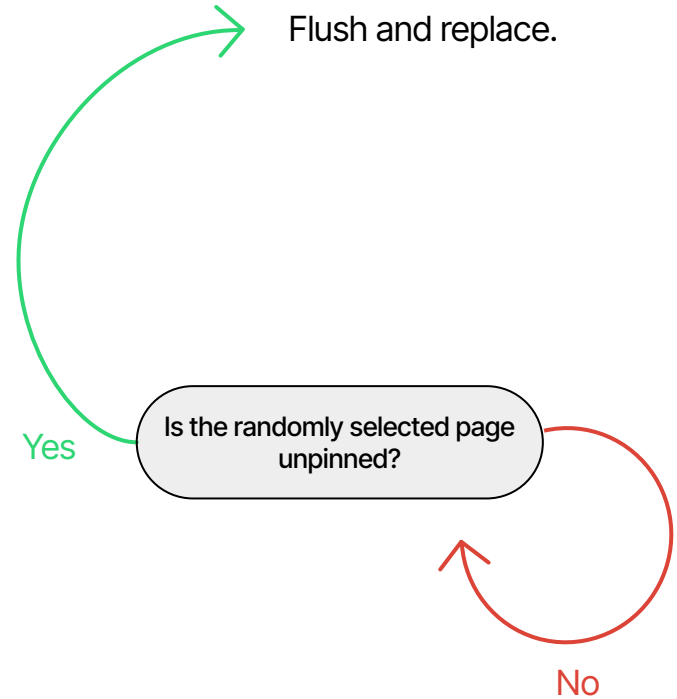 Flush and replace.
Is the randomly selected page
unpinned?
Yes
No